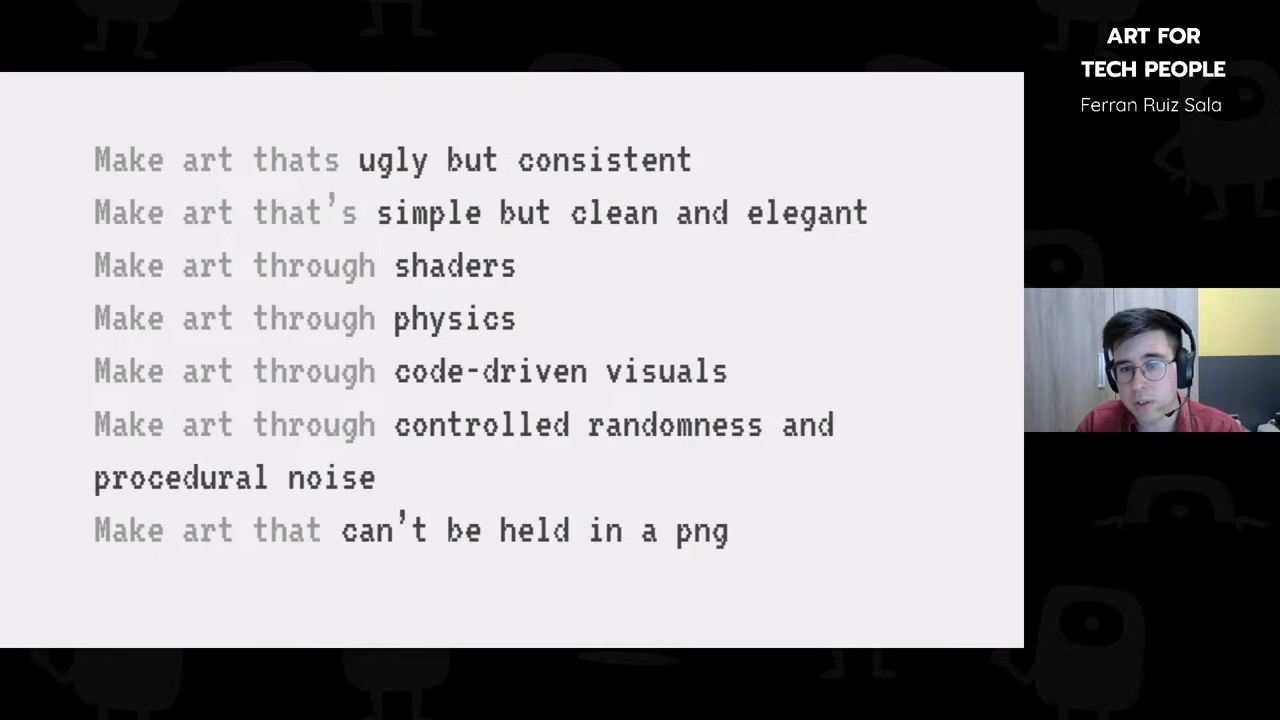 ART FOR
TECH PEOPLE
Ferran Ruiz Sala
Make art thats ugly but consistent
Make art that's simple but clean and elegant
Make art through shaders
Make art through physics
Make art through code-driven visuals
Make art through controlled randomness and
procedural noise
Make art that can't be held in a png